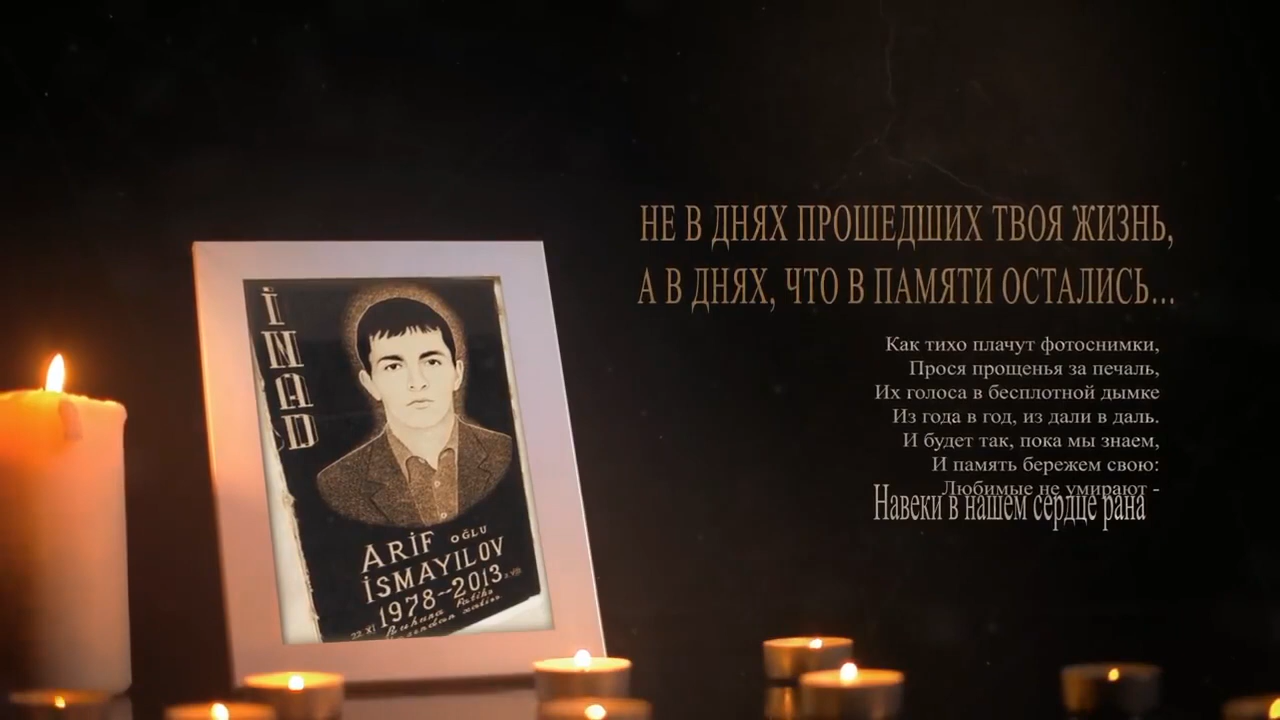 İNAD
ARİF OĞLU
İSMAYILOV
1978-2013
22.XI
НЕ В ДНЯХ ПРОШЕДШИХ ТВОЯ ЖИЗНЬ,
А В ДНЯХ, ЧТО В ПАМЯТИ ОСТАЛИСЬ...
Как тихо плачут фотоснимки,
Прося прощенья за печаль,
Их голоса в бесплотной дымке
Из года в год, из дали в даль.
И будет так, пока мы знаем,
И память бережем свою:
Любимые не умирают -
Навеки в нашем сердце рана